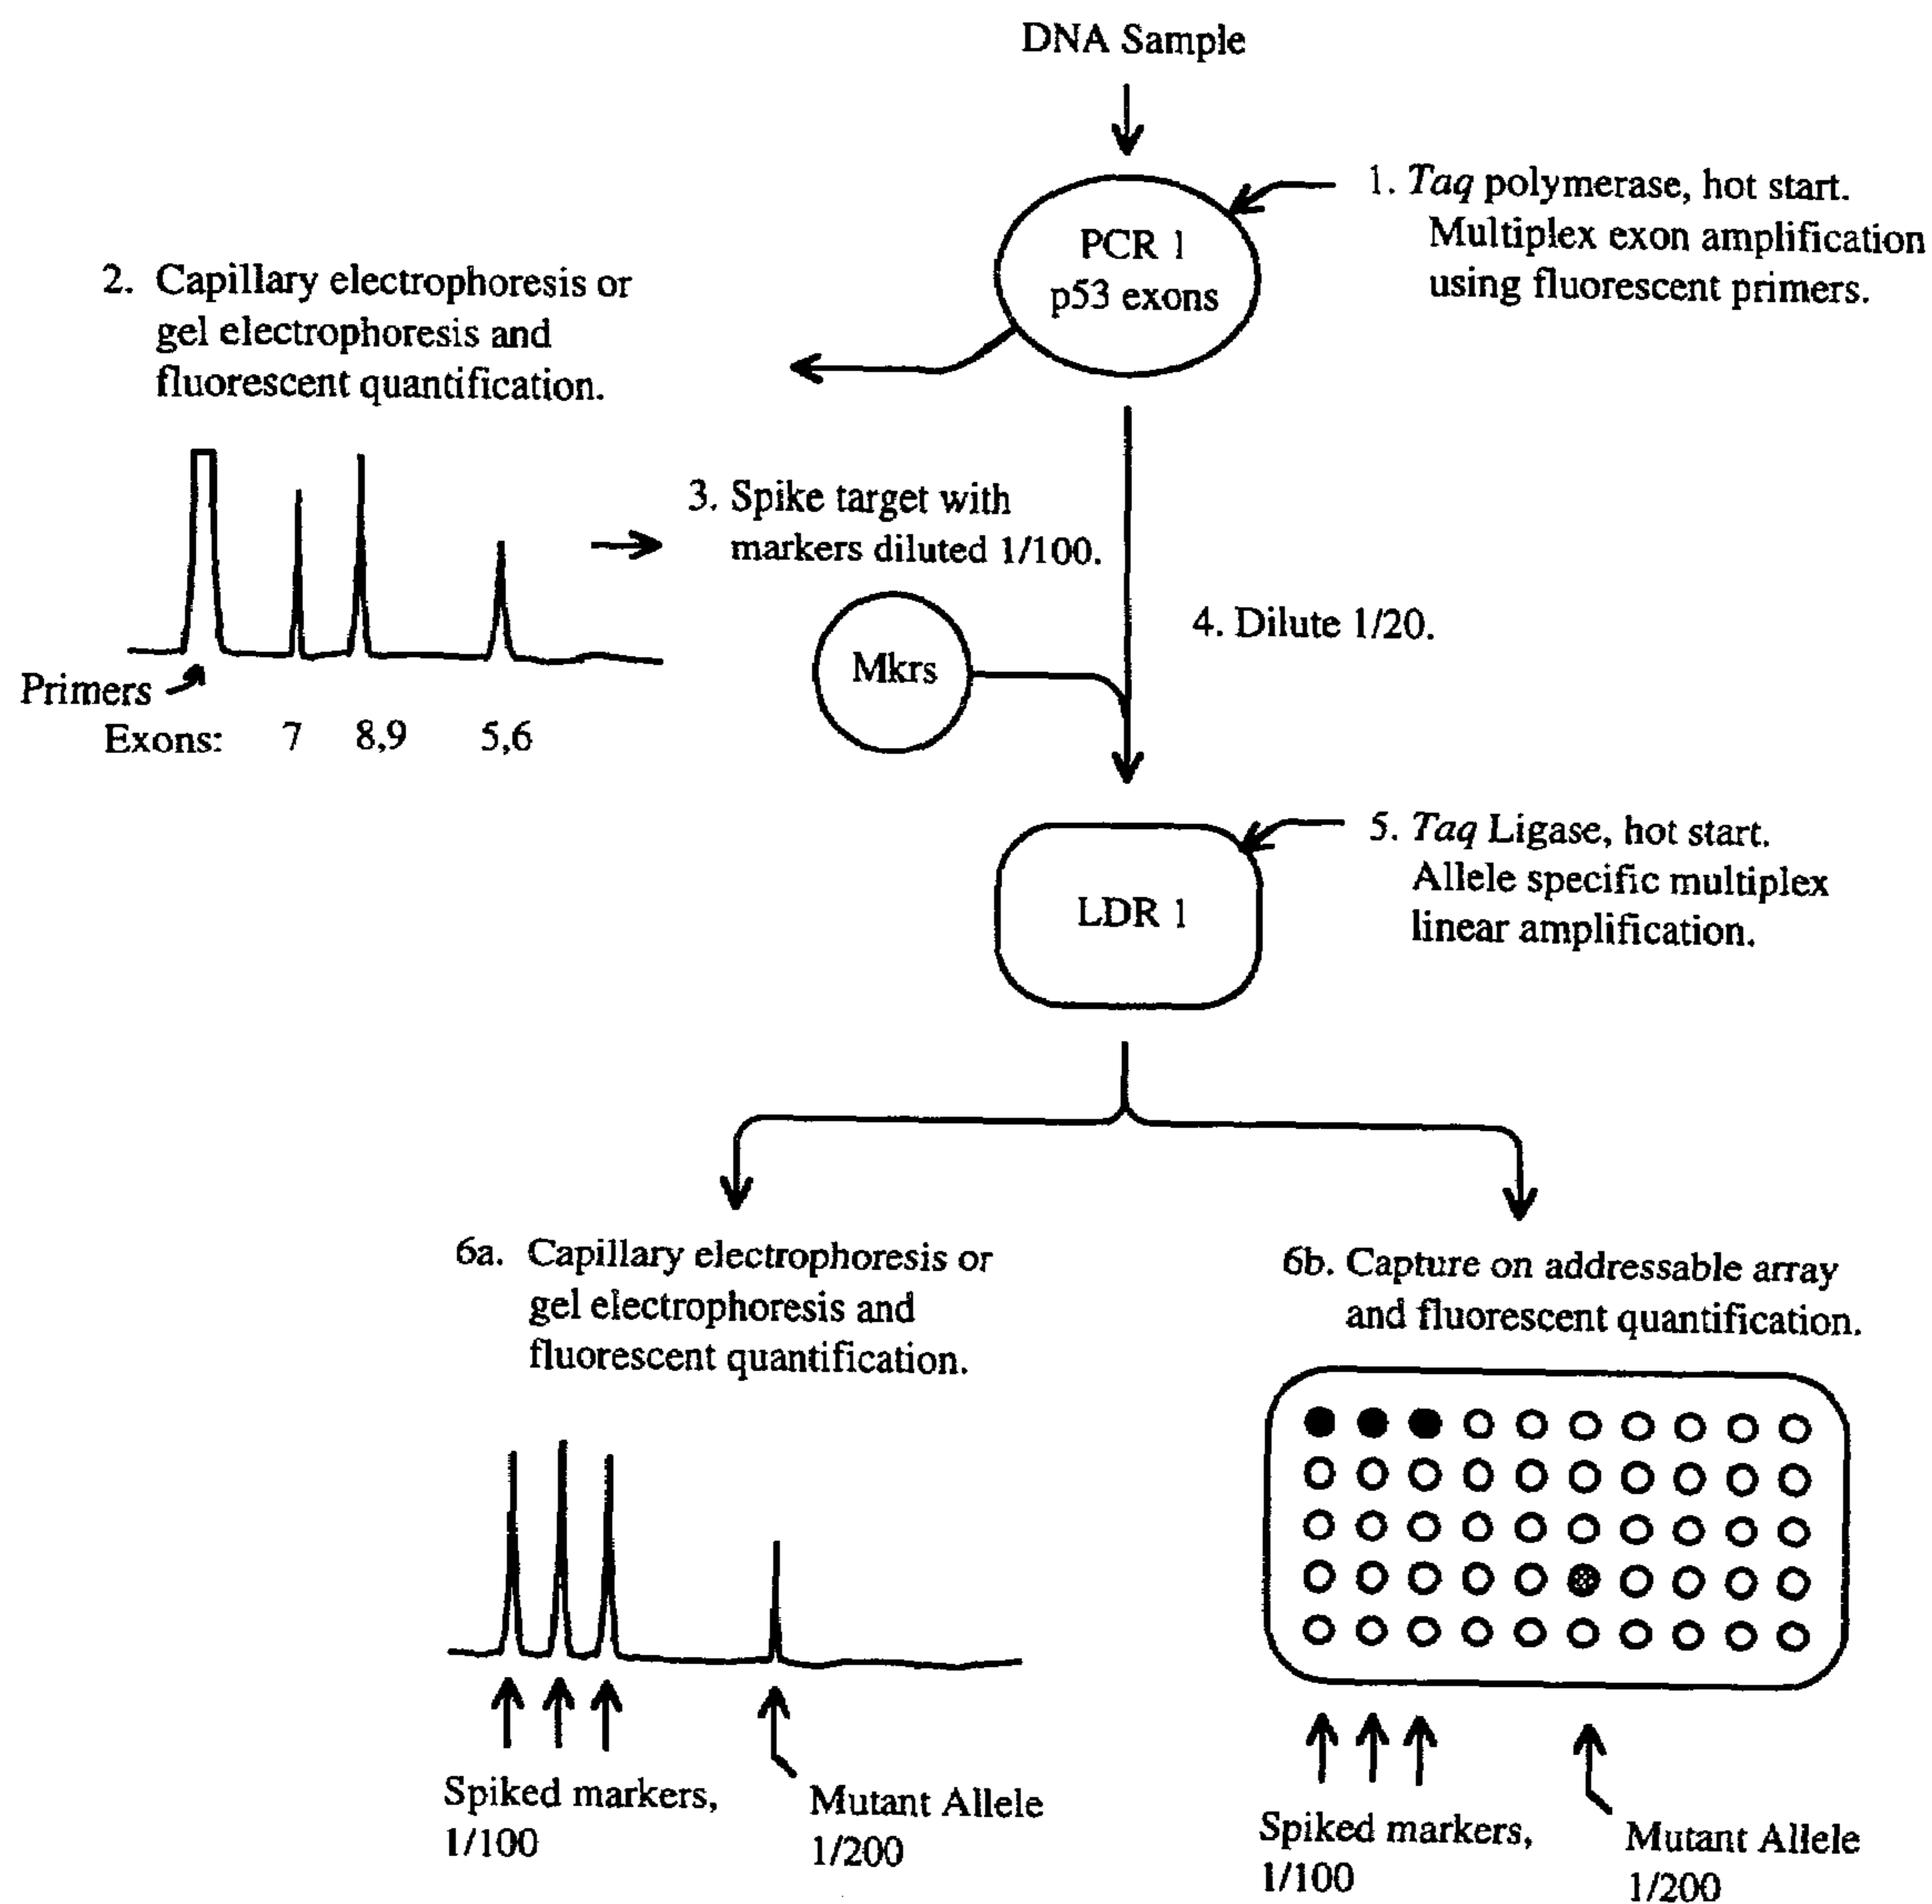 DNA Sample
1. Taq polymerase, hot start.
Multiplex exon amplification
using fluorescent primers.
PCR 1
p53 exons
2. Capillary electrophoresis or
gel electrophoresis and
fluorescent quantification.
Primers
Exons: 7 8,9 5,6
3. Spike target with
markers diluted 1/100.
Mkrs
4. Dilute 1/20.
5. Taq Ligase, hot start.
Allele specific multiplex
linear amplification.
LDR 1
6a. Capillary electrophoresis or
gel electrophoresis and
fluorescent quantification.
Spiked markers,
1/100
Mutant Allele
1/200
6b. Capture on addressable array
and fluorescent quantification.
Spiked markers,
1/100
Mutant Allele
1/200